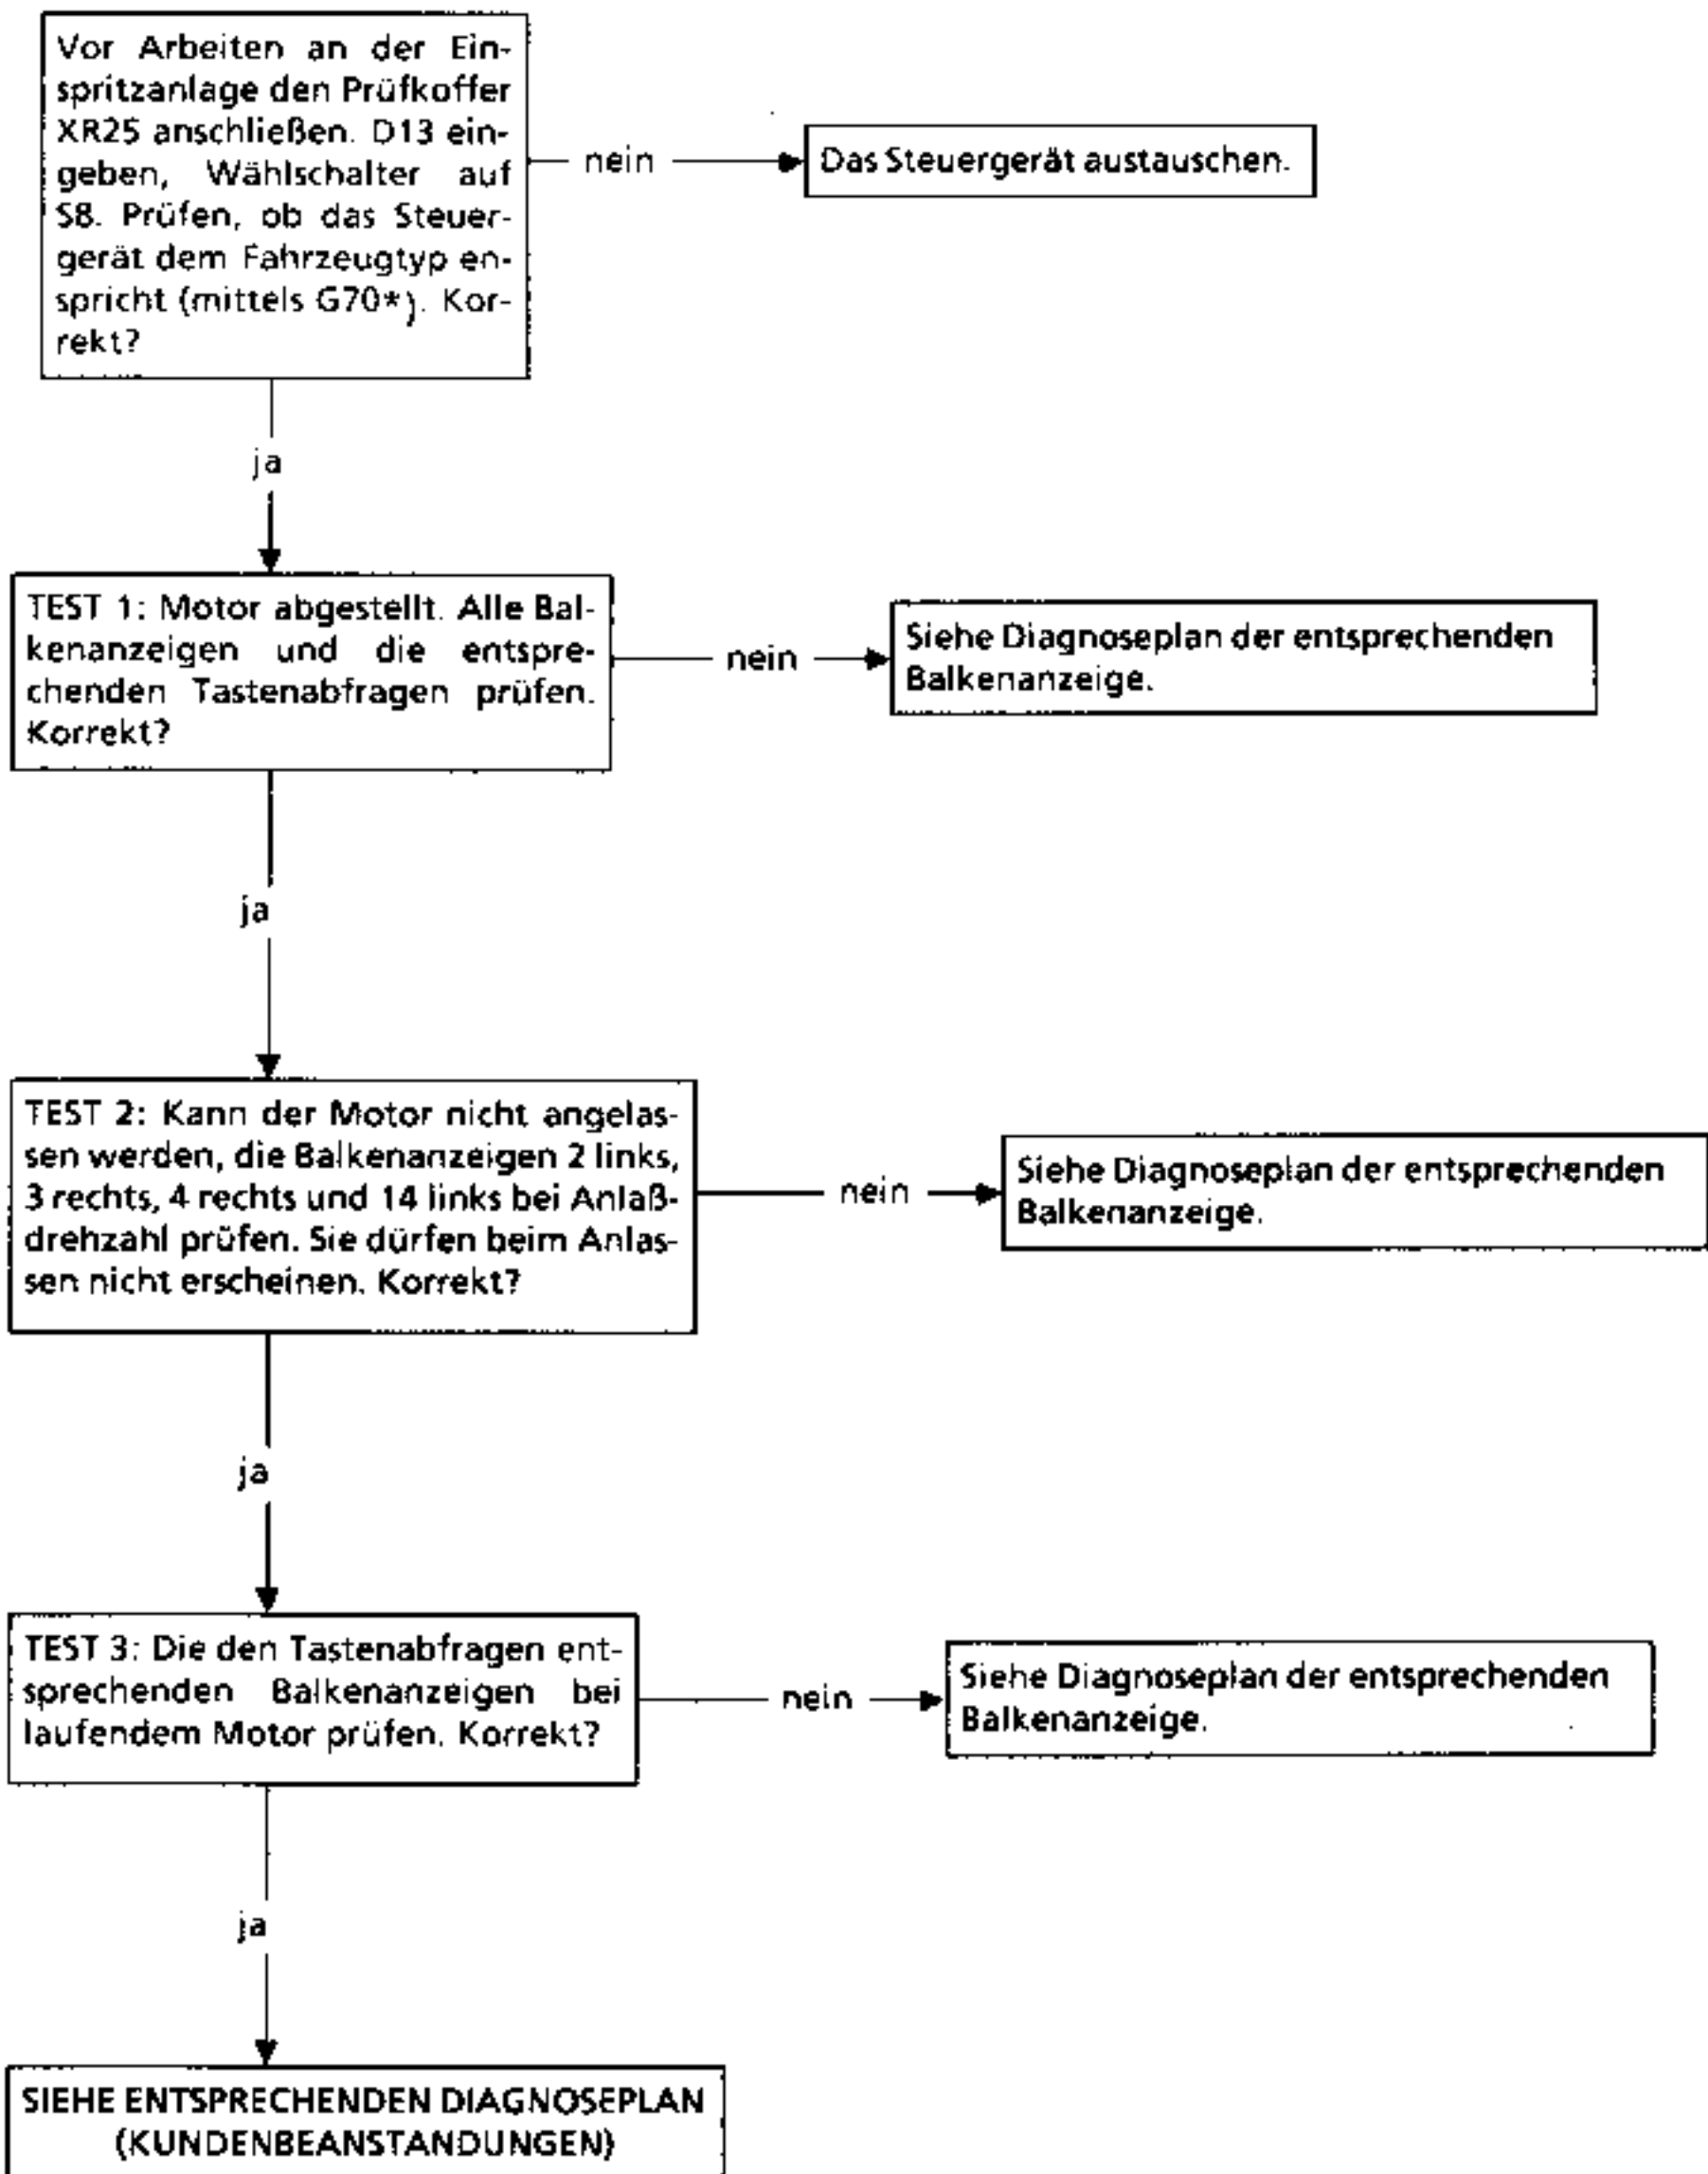 Vor Arbeiten an der Ein-
spritzanlage den Prüfkoffer
XR25 anschließen. D13 ein-
geben, Wählschalter auf
S8. Prüfen, ob das Steuer-
gerät dem Fahrzeugtyp en-
spricht (mittels G70*). Kor-
rekt?
nein
Das Steuergerät austauschen.
ja
TEST 1: Motor abgestellt. Alle Bal-
kenanzeigen und die entspre-
chenden Tastenabfragen prüfen.
Korrekt?
nein
Siehe Diagnoseplan der entsprechenden
Balkenanzeige.
ja
TEST 2: Kann der Motor nicht angelas-
sen werden, die Balkenanzeigen 2 links,
3 rechts, 4 rechts und 14 links bei Anlaß-
drehzahl prüfen. Sie dürfen beim Anlas-
sen nicht erscheinen. Korrekt?
nein
Siehe Diagnoseplan der entsprechenden
Balkenanzeige.
ja
TEST 3: Die den Tastenabfragen ent-
sprechenden Balkenanzeigen bei
laufendem Motor prüfen. Korrekt?
nein
Siehe Diagnoseplan der entsprechenden
Balkenanzeige.
ja
SIEHE ENTSPRECHENDEN DIAGNOSEPLAN
(KUNDENBEANSTANDUNGEN)